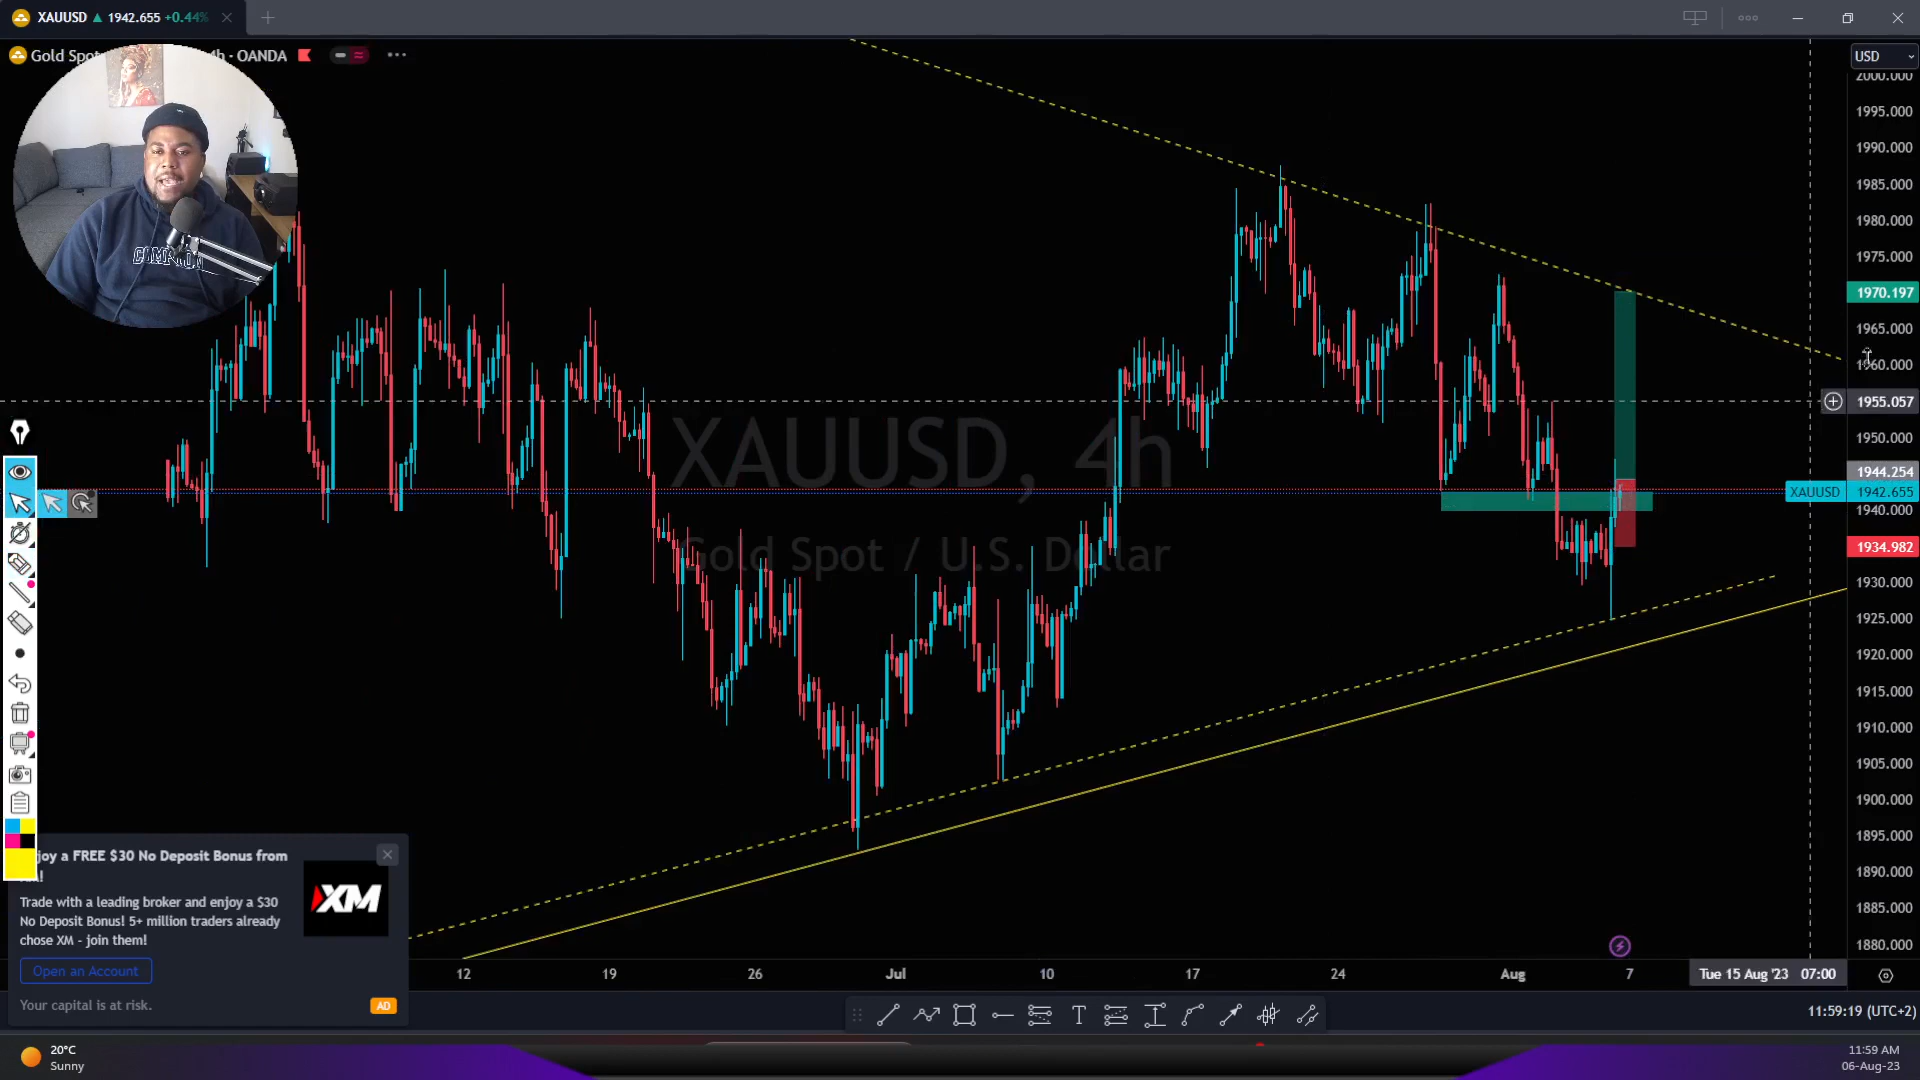 XAUUSD ▲ 1942.655 +0.44%
Gold Spot
4h · OANDA
USD
2000.000
1995.000
1990.000
1985.000
1980.000
1975.000
1970.197
1965.000
1960.000
1955.057
1950.000
1944.254
XAUUSD 1942.655
1940.000
1934.982
1930.000
1925.000
1920.000
1915.000
1910.000
1905.000
1900.000
1895.000
1890.000
1885.000
1880.000
XAUUSD, 4h
Gold Spot / U.S. Dollar
joy a FREE $30 No Deposit Bonus from
Trade with a leading broker and enjoy a $30
No Deposit Bonus! 5+ million traders already
chose XM - join them!
XM
Open an Account
Your capital is at risk.
AD
12 19 26 Jul 10 17 24 Aug 7
Tue 15 Aug '23 07:00
T
11:59:19 (UTC+2)
20°C
Sunny
11:59 AM
06-Aug-23